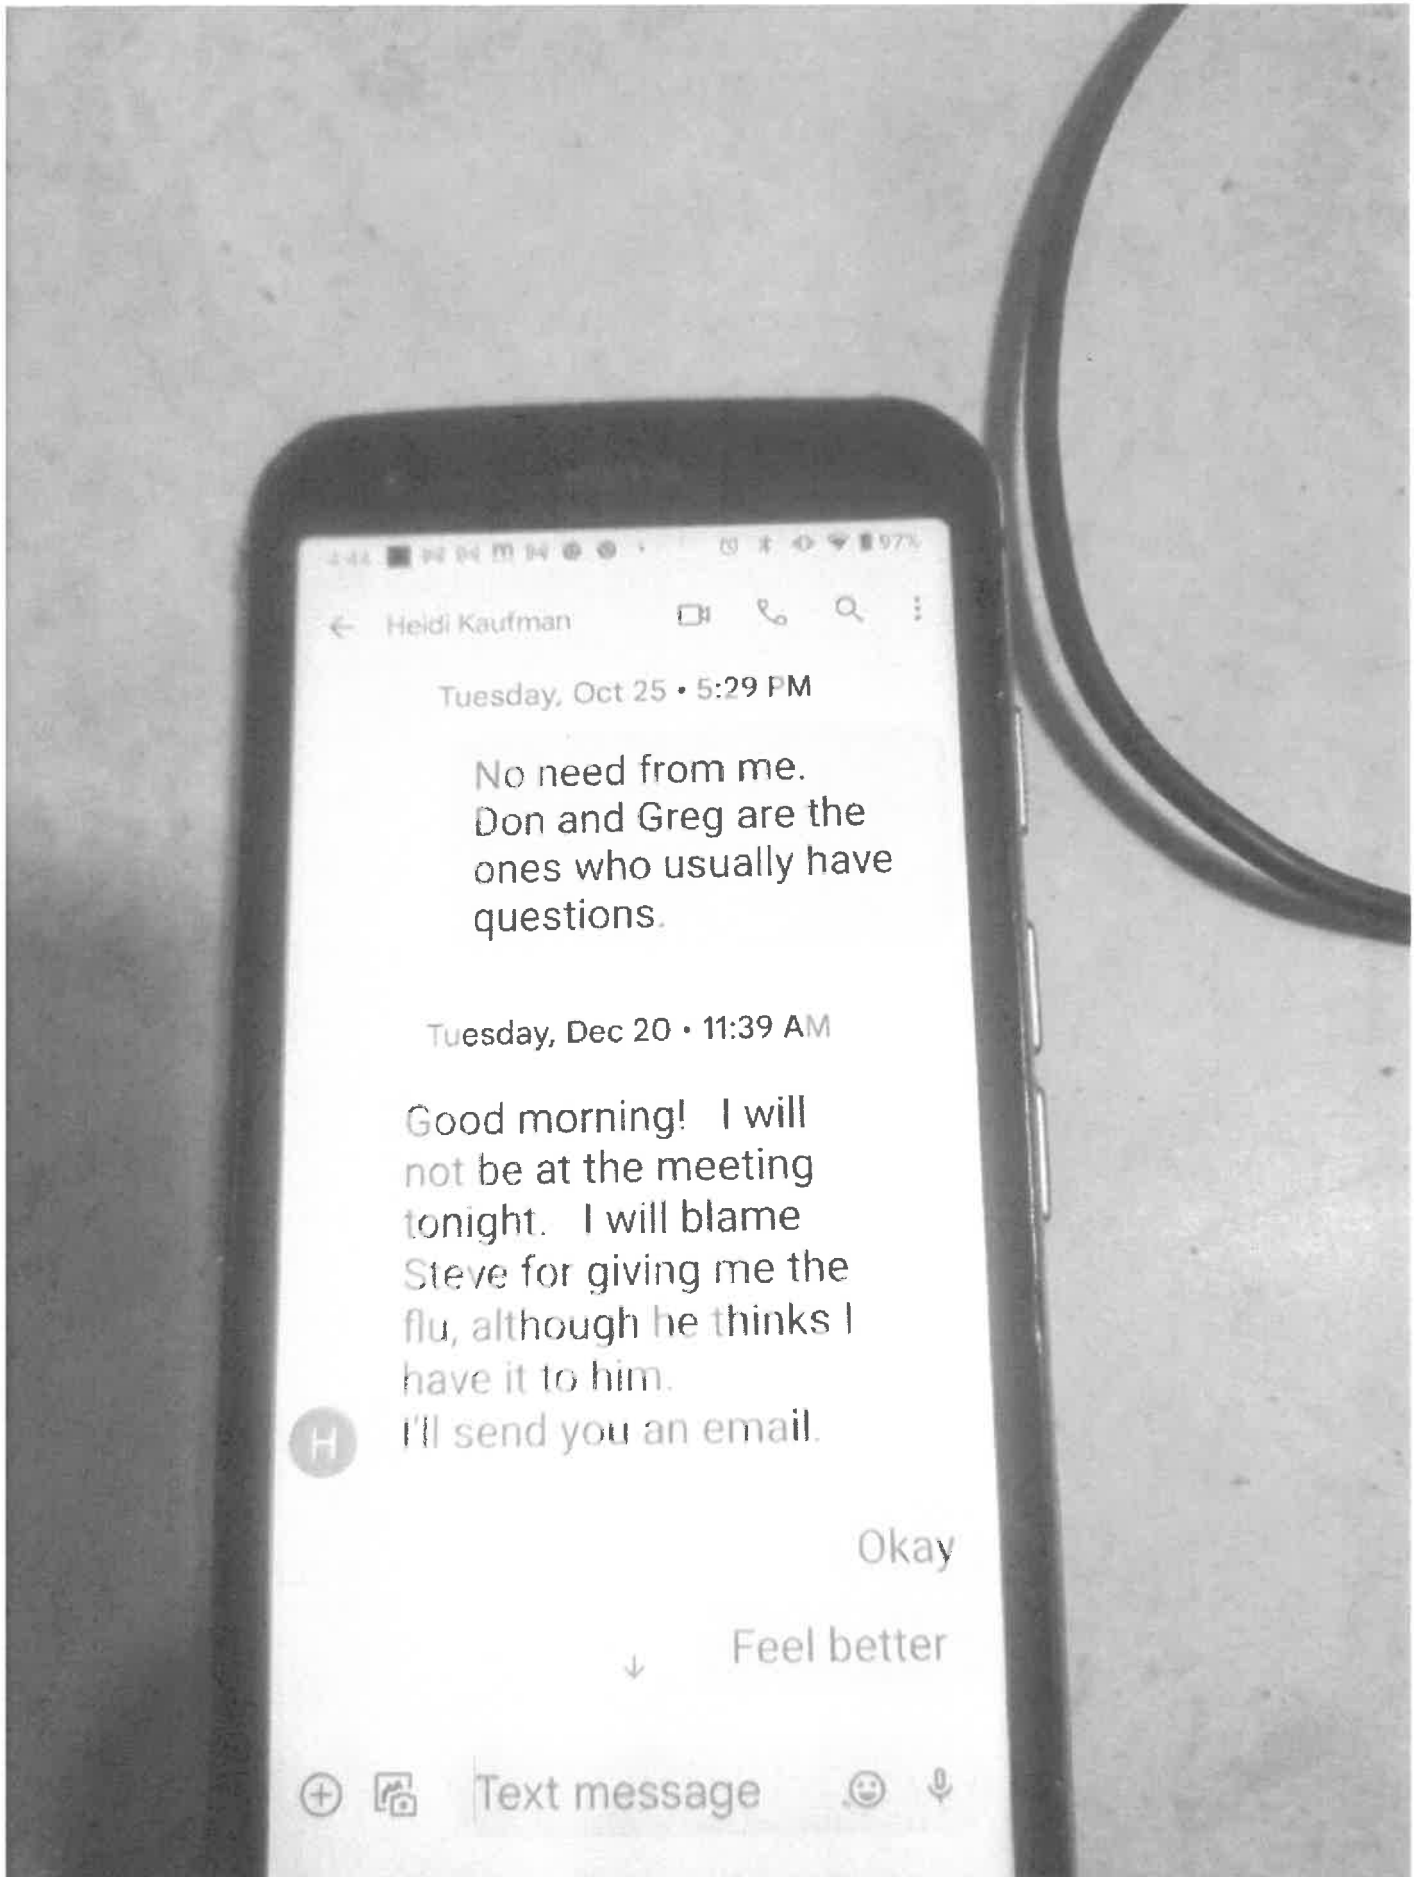 4:44 m 97%
Heidi Kaufman
Tuesday, Oct 25 • 5:29 PM
No need from me.
Don and Greg are the
ones who usually have
questions.
Tuesday, Dec 20 • 11:39 AM
Good morning!   I will
not be at the meeting
tonight.   I will blame
Steve for giving me the
flu, although he thinks I
have it to him.
I'll send you an email.
H
Okay
Feel better
Text message